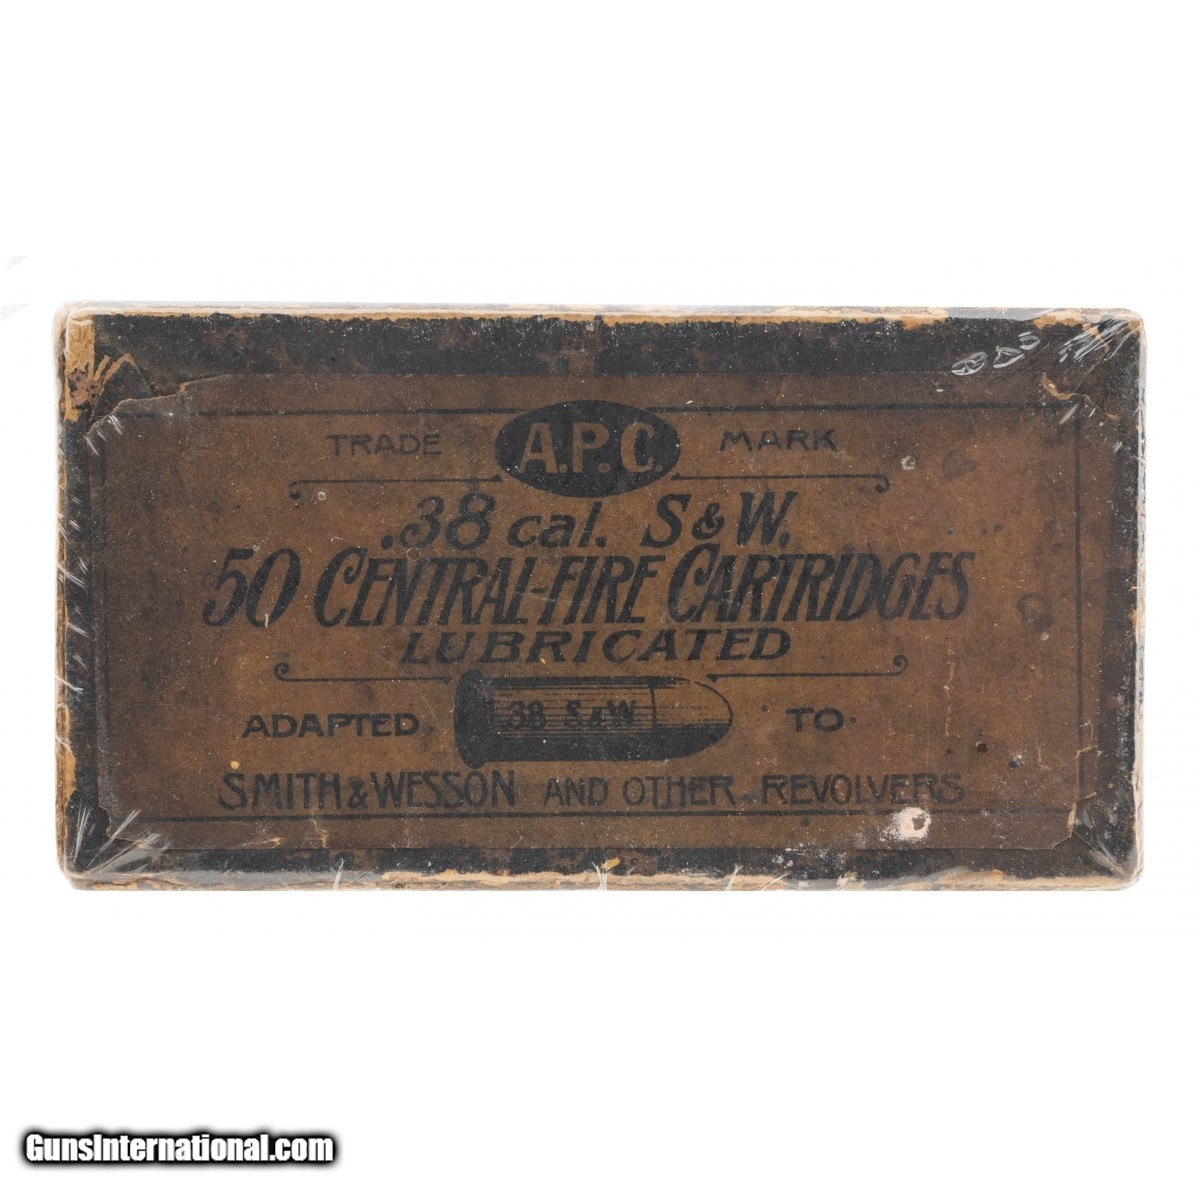 TRADE A.P.C. MARK
.38 cal. S&W.
50 CENTRAL-FIRE CARTRIDGES
LUBRICATED
ADAPTED 38 S&W TO
SMITH & WESSON AND OTHER REVOLVERS
GunsInternational.com